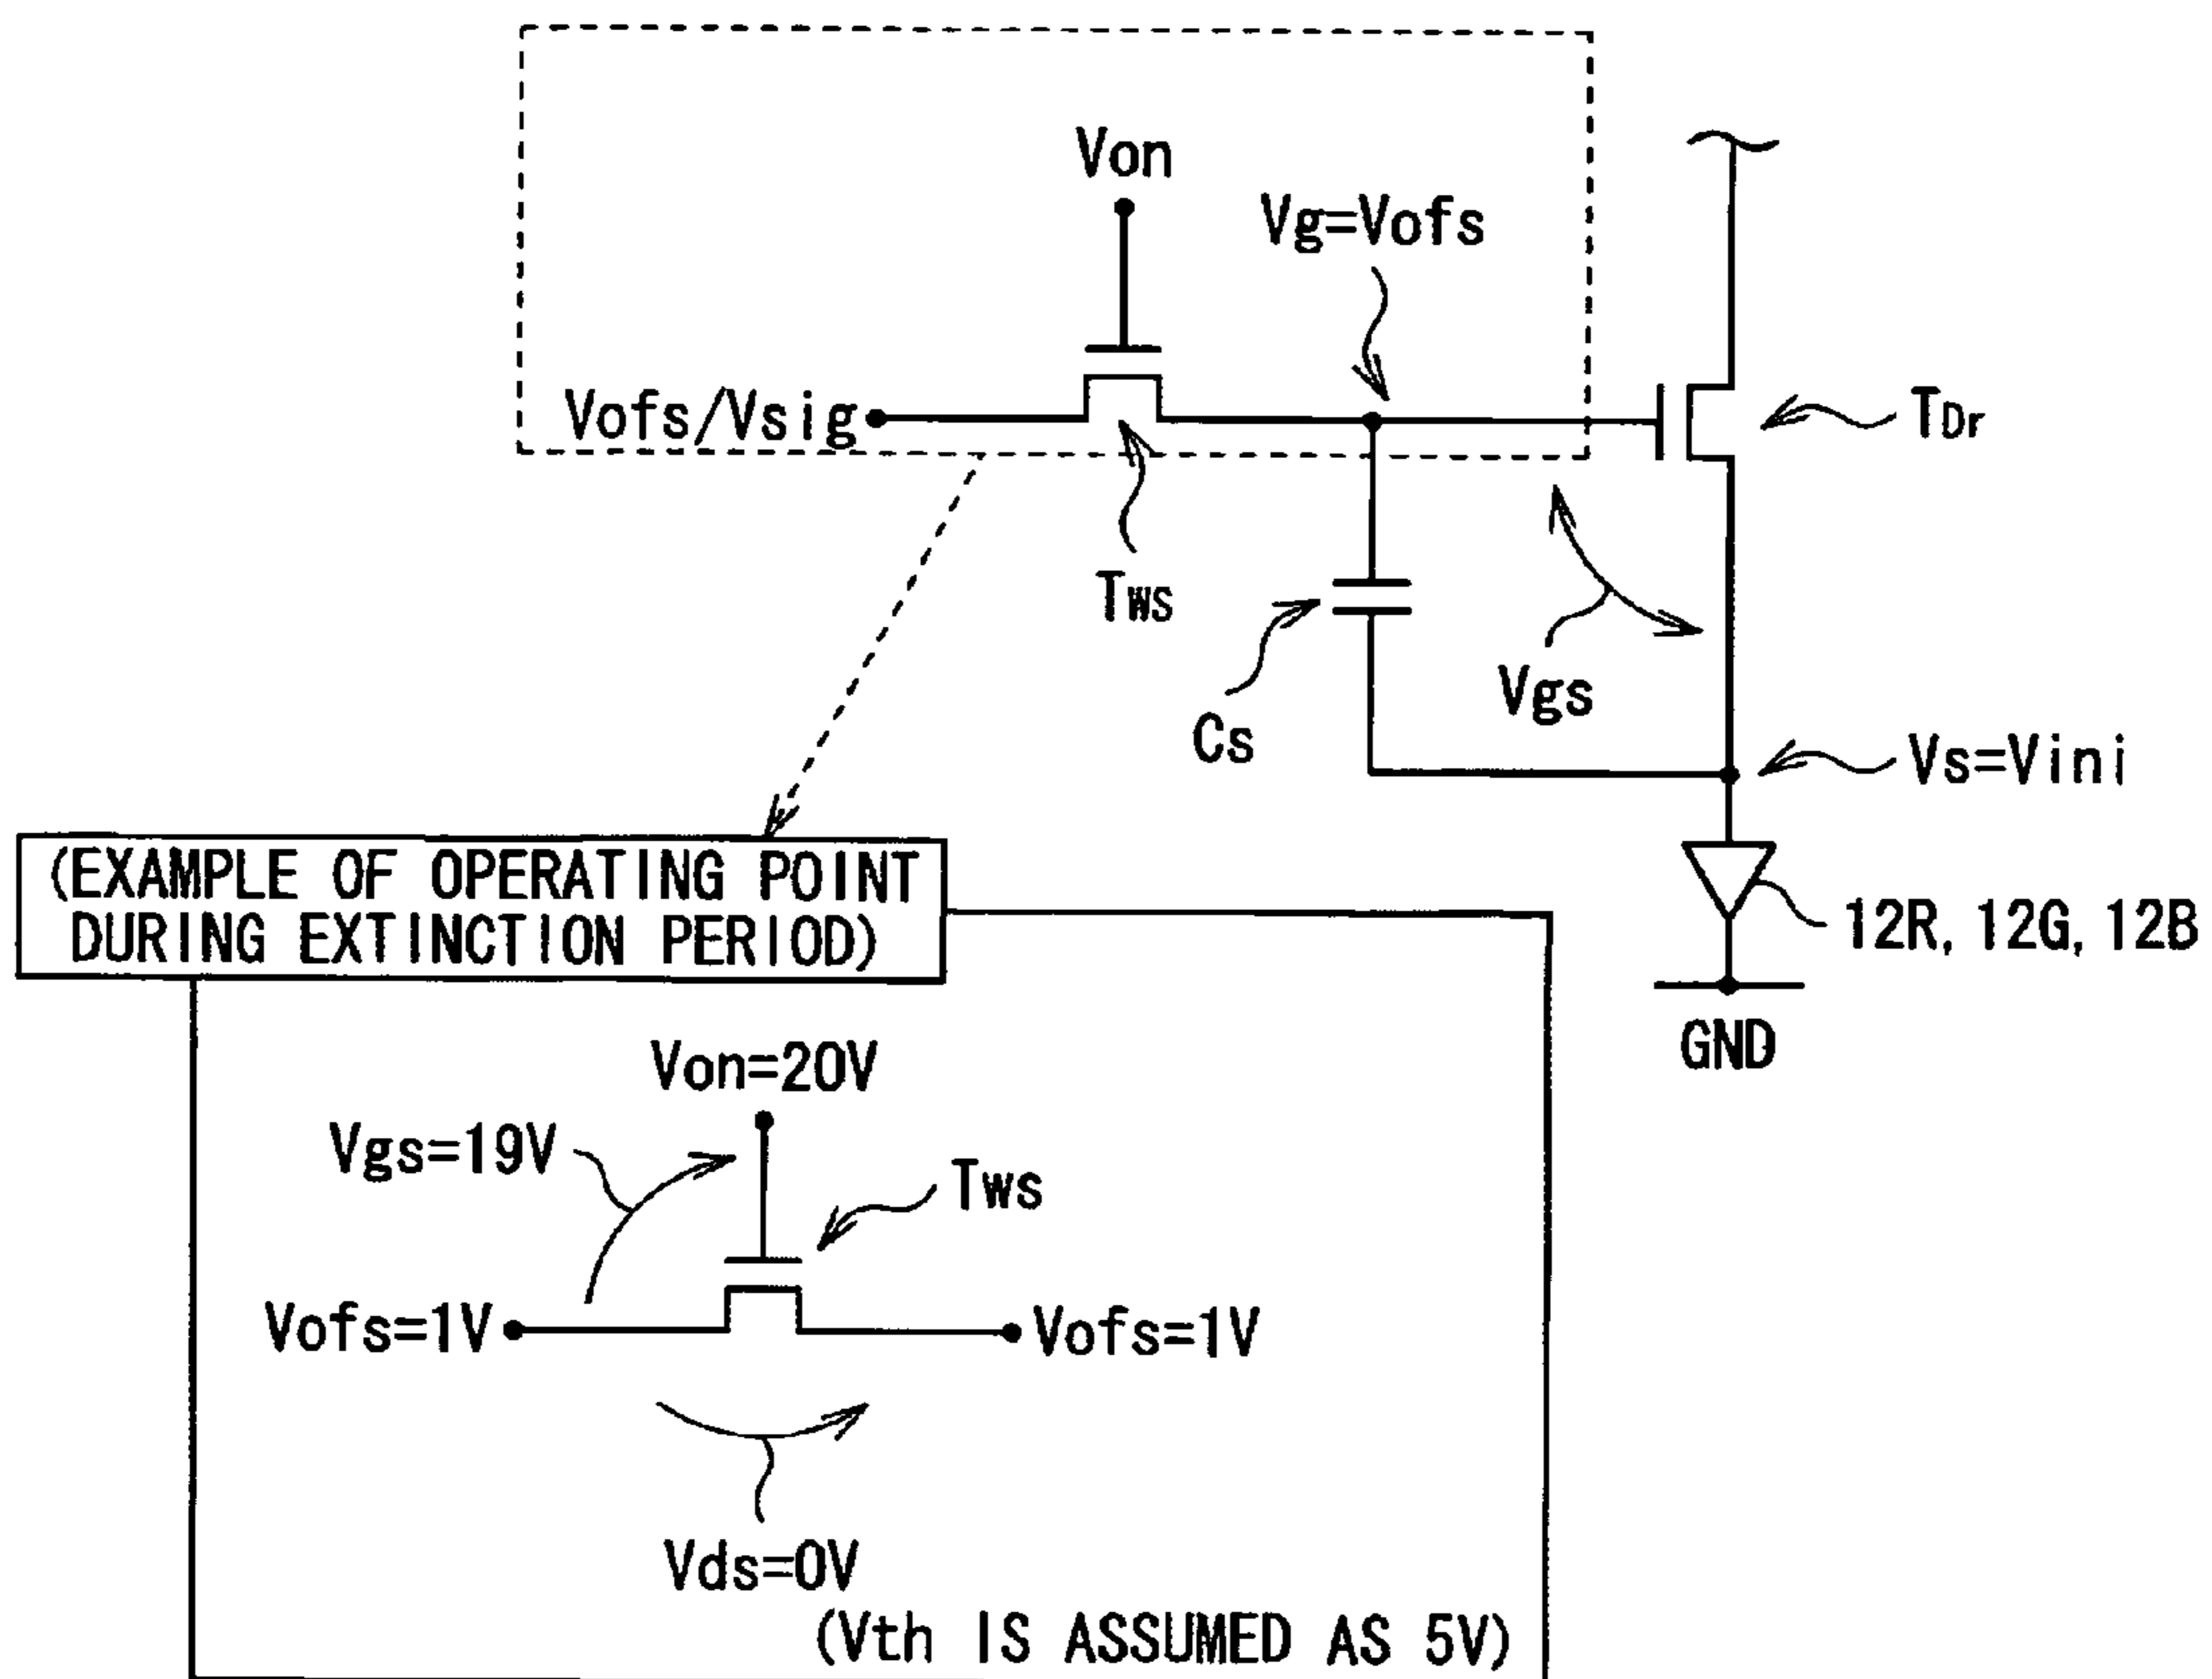 Von
Vg=Vofs
Vofs/Vsig
TDr
Tws
Vgs
Cs
Vs=Vini
(EXAMPLE OF OPERATING POINT
DURING EXTINCTION PERIOD)
12R, 12G, 12B
GND
Von=20V
Vgs=19V
Tws
Vofs=1V
Vofs=1V
Vds=0V
(Vth IS ASSUMED AS 5V)